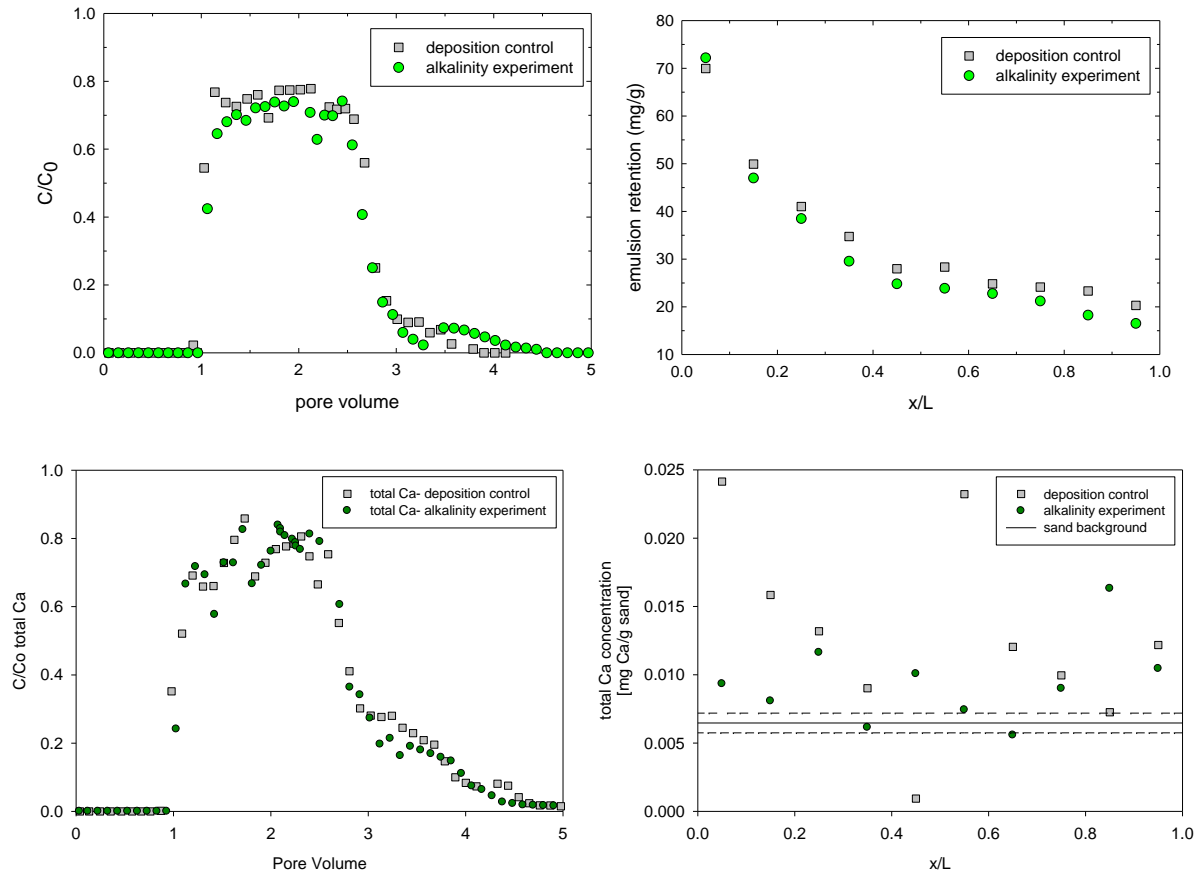 1.0
0.8
0.6
0.4
0.2
0.0
C/C0
0 1 2 3 4 5
pore volume
deposition control
alkalinity experiment
80
70
60
50
40
30
20
10
emulsion retention (mg/g)
0.0 0.2 0.4 0.6 0.8 1.0
x/L
deposition control
alkalinity experiment
1.0
0.8
0.6
0.4
0.2
0.0
C/Co total Ca
0 1 2 3 4 5
Pore Volume
total Ca- deposition control
total Ca- alkalinity experiment
0.025
0.020
0.015
0.010
0.005
0.000
total Ca concentration
[mg Ca/g sand]
0.0 0.2 0.4 0.6 0.8 1.0
x/L
deposition control
alkalinity experiment
sand background